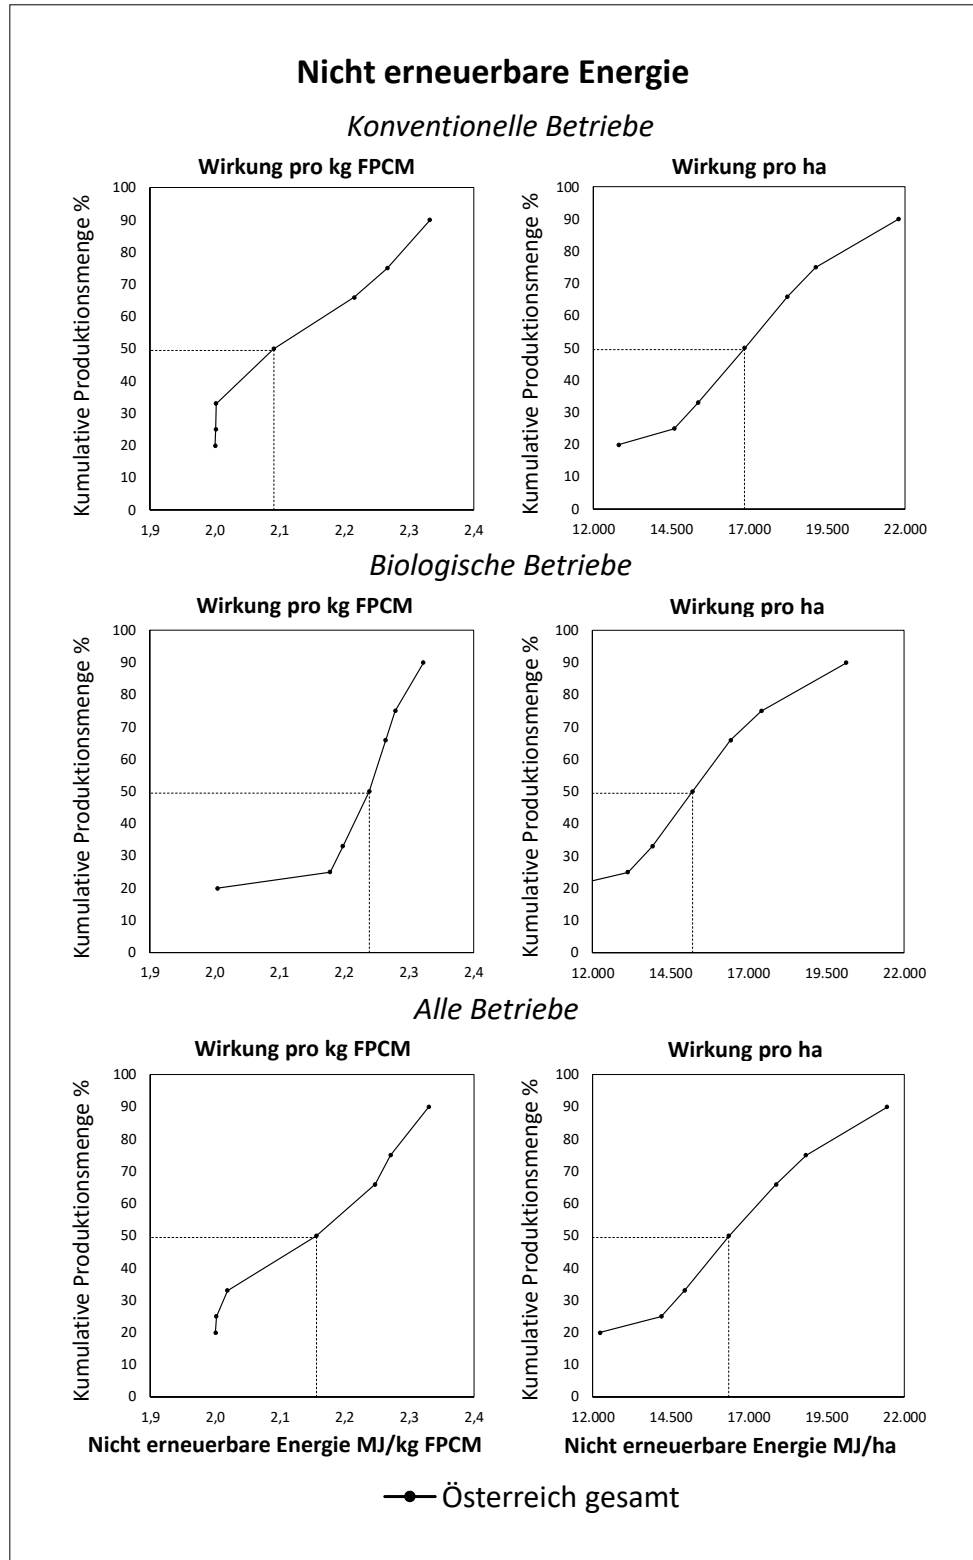 Nicht erneuerbare Energie
Konventionelle Betriebe
Wirkung pro kg FPCM
Kumulative Produktionsmenge %
100
90
80
70
60
50
40
30
20
10
0
1,9 2,0 2,1 2,2 2,3 2,4
Wirkung pro ha
Kumulative Produktionsmenge %
100
90
80
70
60
50
40
30
20
10
0
12.000 14.500 17.000 19.500 22.000
Biologische Betriebe
Wirkung pro kg FPCM
Kumulative Produktionsmenge %
100
90
80
70
60
50
40
30
20
10
0
1,9 2,0 2,1 2,2 2,3 2,4
Wirkung pro ha
Kumulative Produktionsmenge %
100
90
80
70
60
50
40
30
20
10
0
12.000 14.500 17.000 19.500 22.000
Alle Betriebe
Wirkung pro kg FPCM
Kumulative Produktionsmenge %
100
90
80
70
60
50
40
30
20
10
0
1,9 2,0 2,1 2,2 2,3 2,4
Nicht erneuerbare Energie MJ/kg FPCM
Wirkung pro ha
Kumulative Produktionsmenge %
100
90
80
70
60
50
40
30
20
10
0
12.000 14.500 17.000 19.500 22.000
Nicht erneuerbare Energie MJ/ha
Österreich gesamt